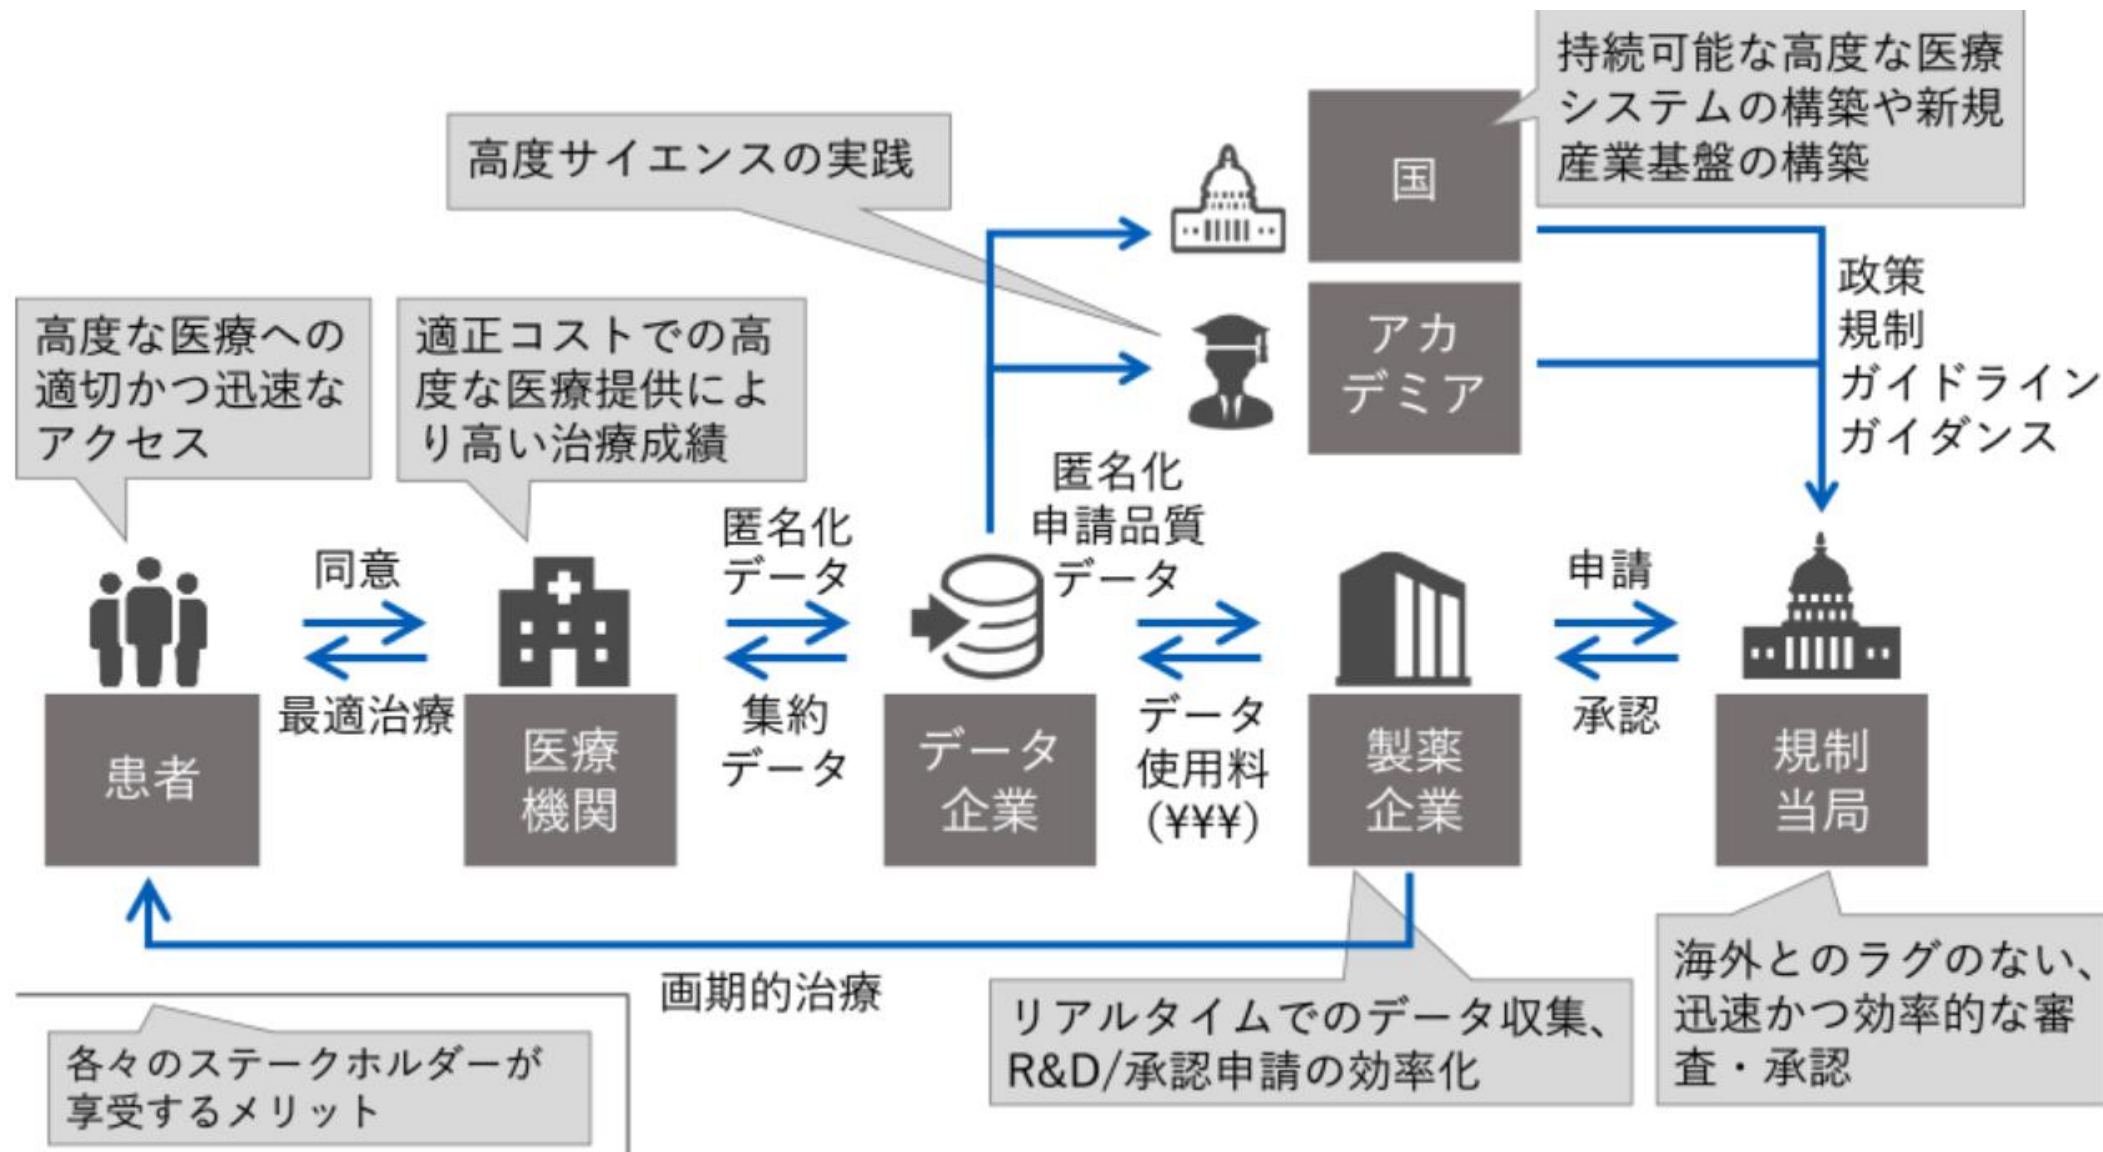 持続可能な高度な医療
システムの構築や新規
産業基盤の構築
高度サイエンスの実践
国
アカ
デミア
政策
規制
ガイドライン
ガイダンス
高度な医療への
適切かつ迅速な
アクセス
適正コストでの高
度な医療提供によ
り高い治療成績
匿名化
申請品質
データ
匿名化
データ
同意
申請
最適治療
集約
データ
データ
使用料
(¥¥¥)
承認
患者
医療
機関
データ
企業
製薬
企業
規制
当局
画期的治療
リアルタイムでのデータ収集、
R&D/承認申請の効率化
海外とのラグのない、
迅速かつ効率的な審
査・承認
各々のステークホルダーが
享受するメリット